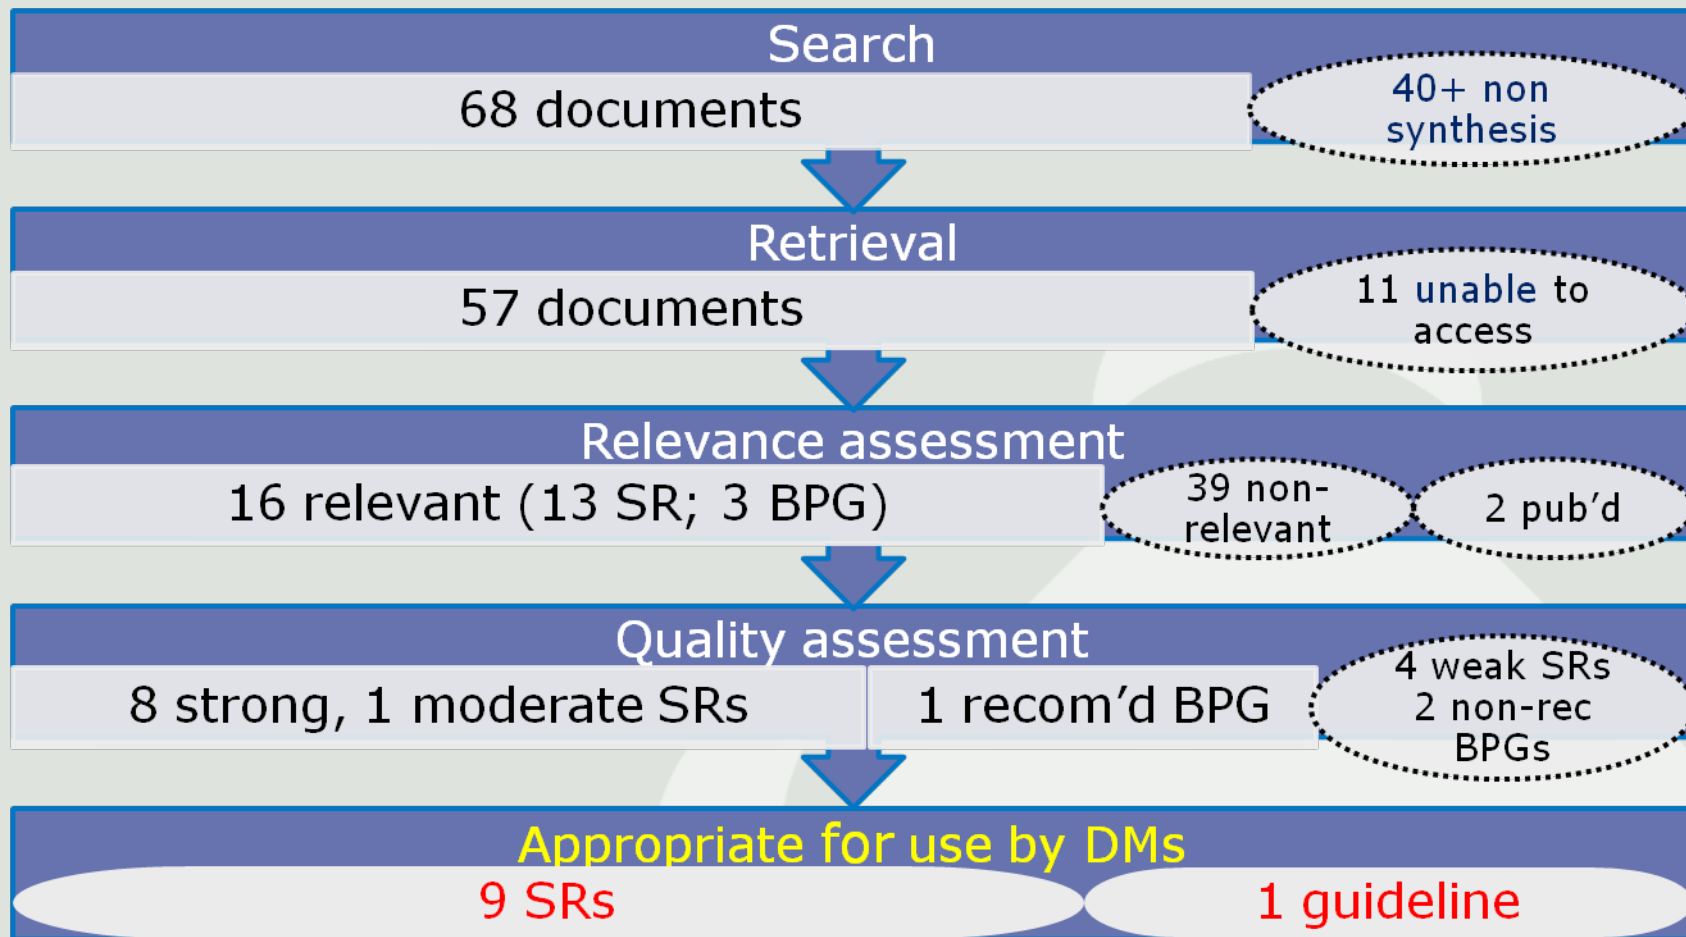 Search
68 documents
40+ non
synthesis
Retrieval
57 documents
11 unable to
access
Relevance assessment
16 relevant (13 SR; 3 BPG)
39 non-
relevant
2 pub’d
Quality assessment
8 strong, 1 moderate SRs
1 recom’d BPG
4 weak SRs
2 non-rec
BPGs
Appropriate for use by DMs
9 SRs
1 guideline